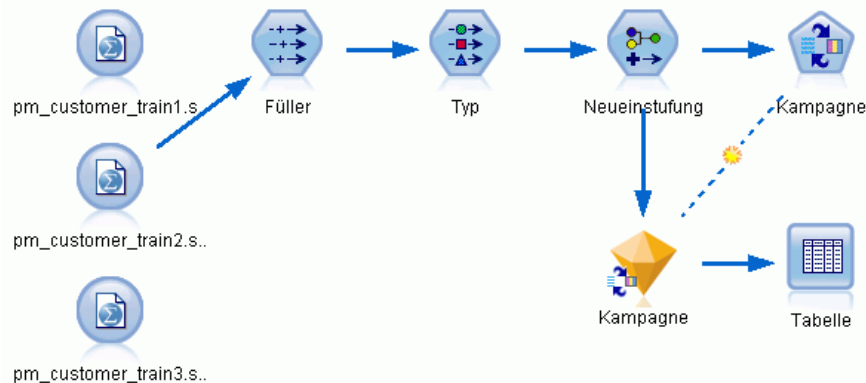 pm_customer_train1.s
Füller
Typ
Neueinstufung
Kampagne
pm_customer_train2.s..
Kampagne
Tabelle
pm_customer_train3.s..